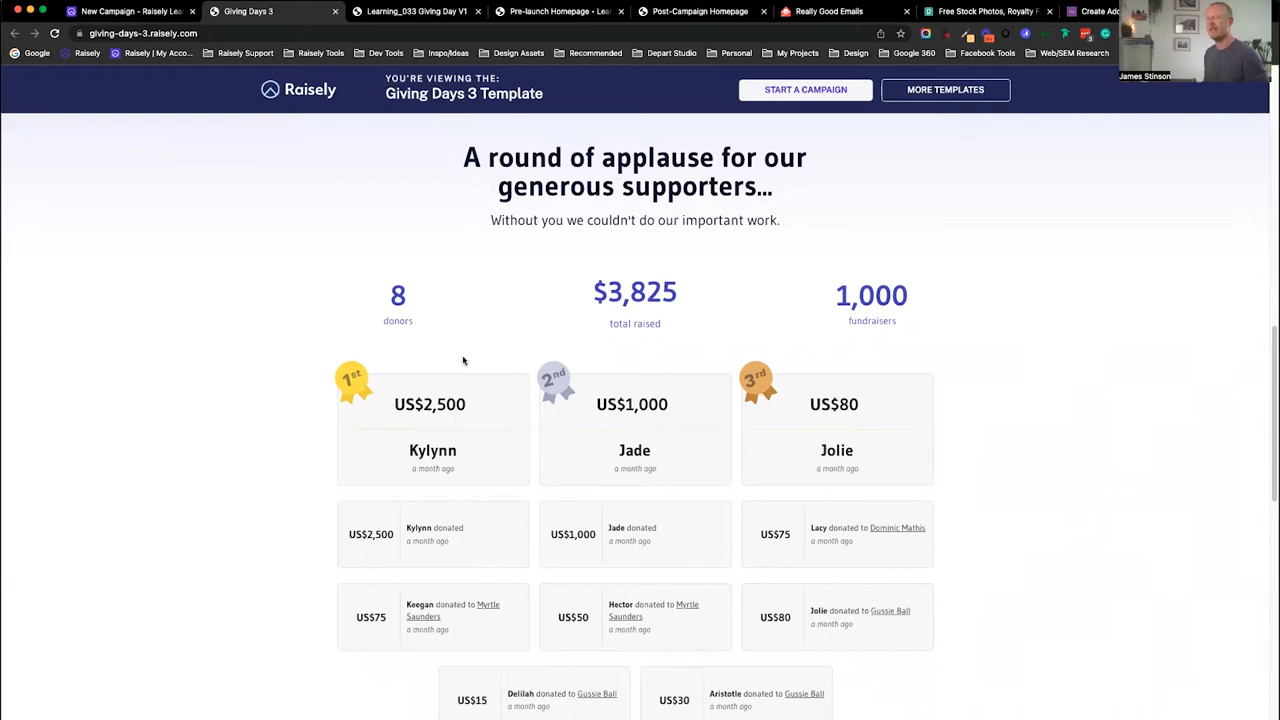 New Campaign - Raisely Lea
Giving Days 3
Learning_033 Giving Day V1
Pre-launch Homepage • Lear
Post-Campaign Homepage
Really Good Emails
Free Stock Photos, Royalty F
Create Ado
giving-days-3.raisely.com
Google
Raisely | My Acco...
Raisely Support
Raisely Tools
Dev Tools
Inspo/Ideas
Design Assets
Recommended
Depart Studio
Personal
My Projects
Design
Google 360
Facebook Tools
Web/SEM Research
James Stinson
Raisely
YOU'RE VIEWING THE:
Giving Days 3 Template
START A CAMPAIGN
MORE TEMPLATES
A round of applause for our
generous supporters...
Without you we couldn't do our important work.
8
donors
$3,825
total raised
1,000
fundraisers
1st
US$2,500
Kylynn
a month ago
2nd
US$1,000
Jade
a month ago
3rd
US$80
Jolie
a month ago
US$2,500
Kylynn donated
a month ago
US$1,000
Jade donated
a month ago
US$75
Lacy donated to Dominic Mathis
a month ago
US$75
Keegan donated to Myrtle
Saunders
a month ago
US$50
Hector donated to Myrtle
Saunders
a month ago
US$80
Jolie donated to Gussie Ball
a month ago
US$15
Delilah donated to Gussie Ball
a month ago
US$30
Aristotle donated to Gussie Ball
a month ago